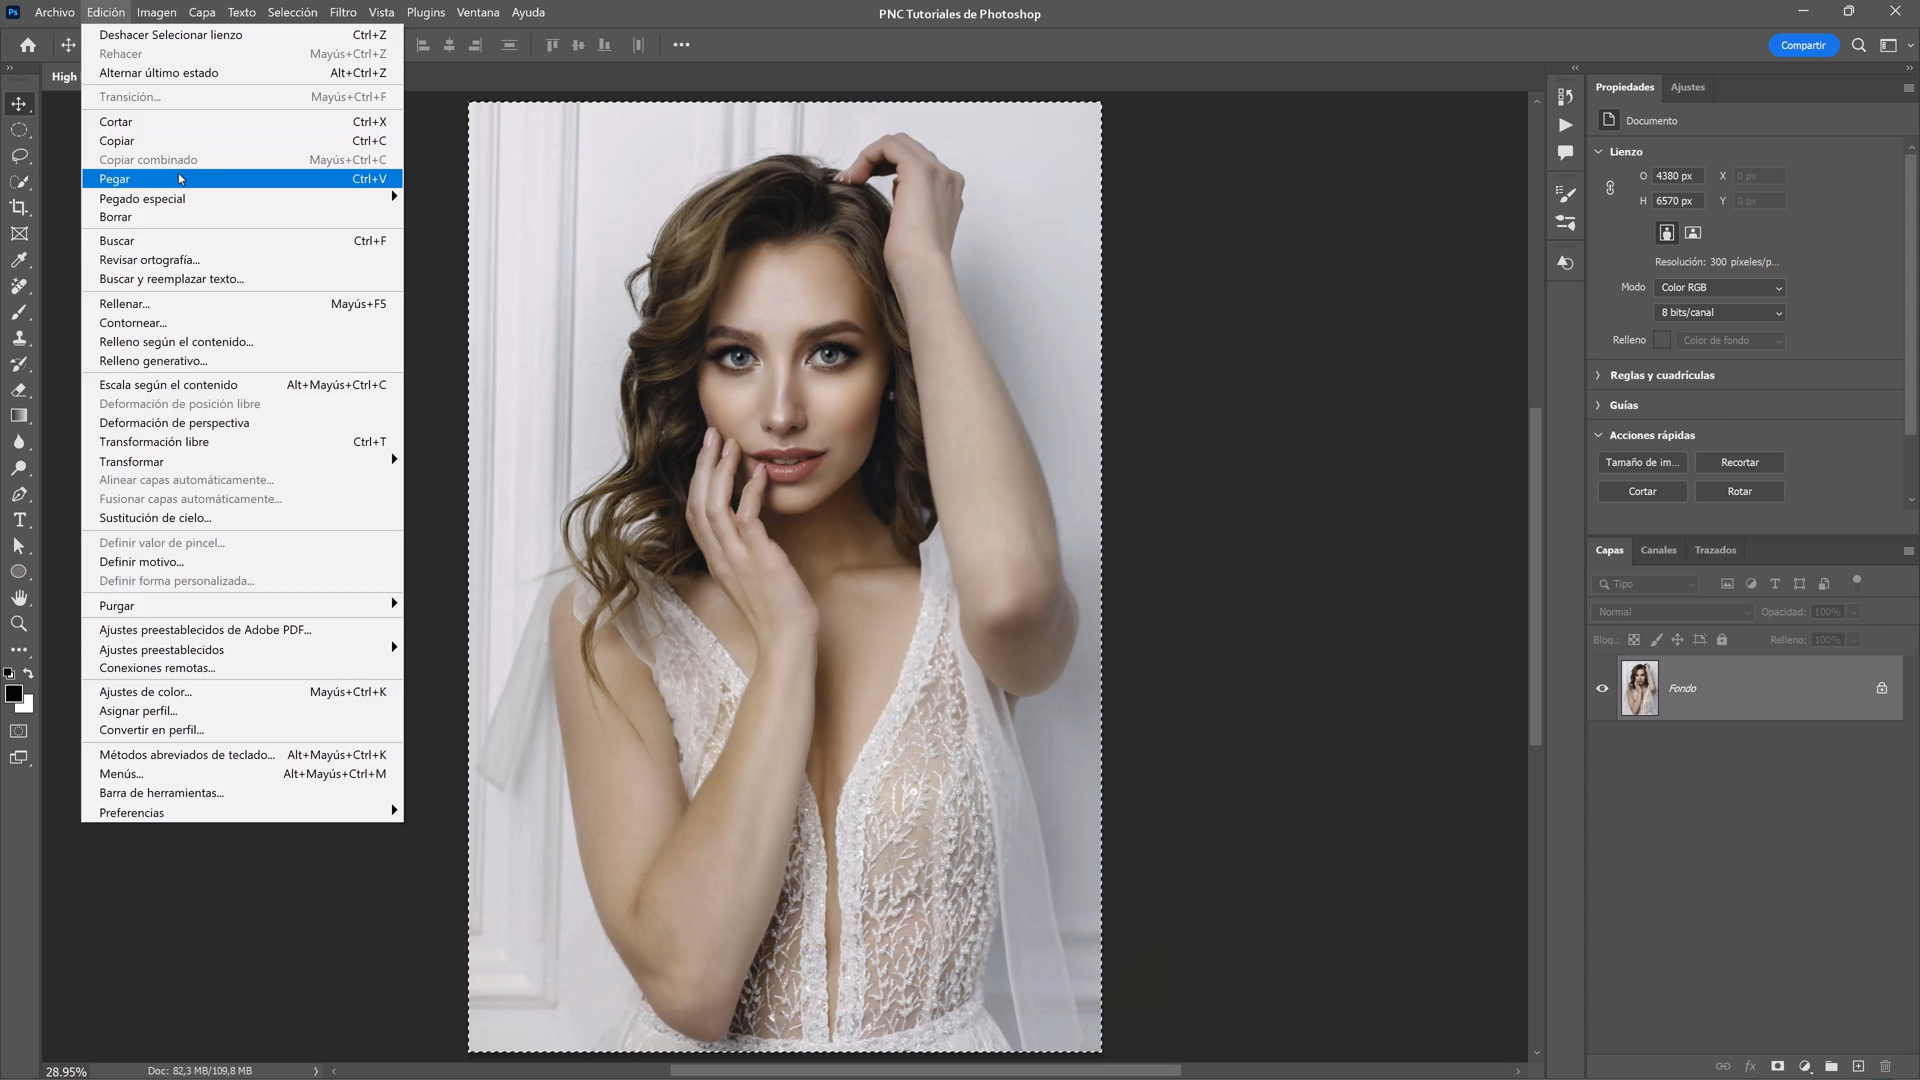 Ps Archivo Edición Imagen Capa Texto Selección Filtro Vista Plugins Ventana Ayuda
PNC Tutoriales de Photoshop
Compartir
High
Deshacer Selecionar lienzo Ctrl+Z
Rehacer Mayús+Ctrl+Z
Alternar último estado Alt+Ctrl+Z
Transición... Mayús+Ctrl+F
Cortar Ctrl+X
Copiar Ctrl+C
Copiar combinado Mayús+Ctrl+C
Pegar Ctrl+V
Pegado especial
Borrar
Buscar Ctrl+F
Revisar ortografía...
Buscar y reemplazar texto...
Rellenar... Mayús+F5
Contornear...
Relleno según el contenido...
Relleno generativo...
Escala según el contenido Alt+Mayús+Ctrl+C
Deformación de posición libre
Deformación de perspectiva
Transformación libre Ctrl+T
Transformar
Alinear capas automáticamente...
Fusionar capas automáticamente...
Sustitución de cielo...
Definir valor de pincel...
Definir motivo...
Definir forma personalizada...
Purgar
Ajustes preestablecidos de Adobe PDF...
Ajustes preestablecidos
Conexiones remotas...
Ajustes de color... Mayús+Ctrl+K
Asignar perfil...
Convertir en perfil...
Métodos abreviados de teclado... Alt+Mayús+Ctrl+K
Menús... Alt+Mayús+Ctrl+M
Barra de herramientas...
Preferencias
28.95% Doc: 82,3 MB/109,8 MB
Propiedades Ajustes
Documento
Lienzo
O 4380 px X 0 px
H 6570 px Y 0 px
Resolución: 300 píxeles/p...
Modo Color RGB
8 bits/canal
Relleno Color de fondo
Reglas y cuadrículas
Guías
Acciones rápidas
Tamaño de im... Recortar
Cortar Rotar
Capas Canales Trazados
Tipo
Normal Opacidad: 100%
Bloq.: Relleno: 100%
Fondo
fx